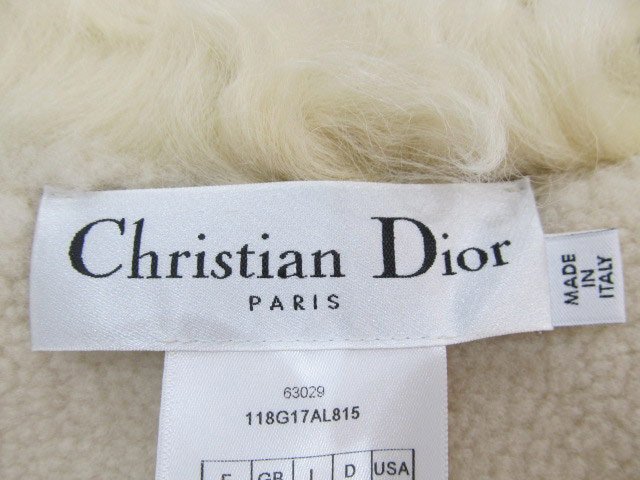 Christian Dior
PARIS
MADE
IN
ITALY
63029
118G17AL815
F GB I D USA